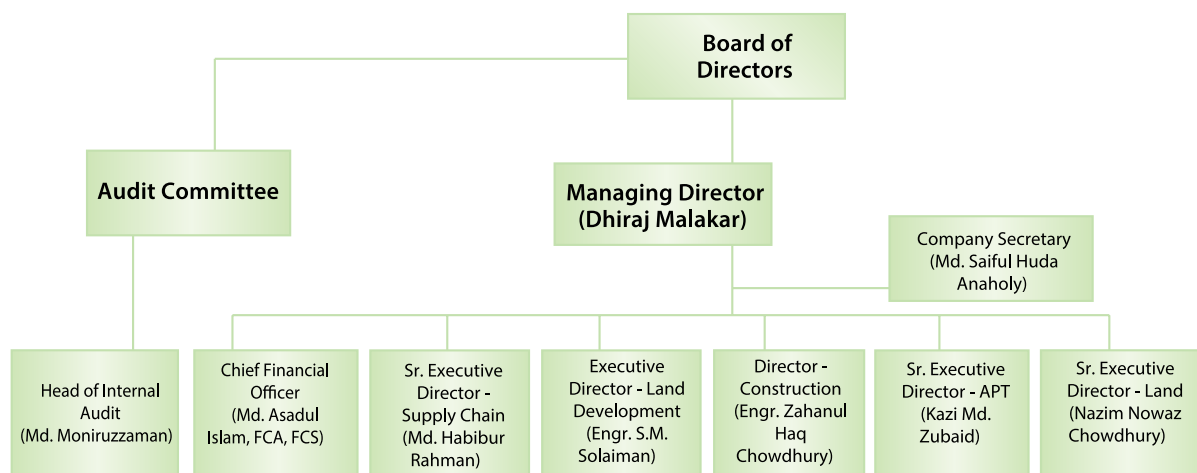 Board of
Directors
Audit Committee
Managing Director
(Dhiraj Malakar)
Company Secretary
(Md. Saiful Huda
Anaholy)
Head of Internal
Audit
(Md. Moniruzzaman)
Chief Financial
Officer
(Md. Asadul
Islam, FCA, FCS)
Sr. Executive
Director -
Supply Chain
(Md. Habibur
Rahman)
Executive
Director - Land
Development
(Engr. S.M.
Solaiman)
Director -
Construction
(Engr. Zahanul
Haq
Chowdhury)
Sr. Executive
Director - APT
(Kazi Md.
Zubaid)
Sr. Executive
Director - Land
(Nazim Nowaz
Chowdhury)